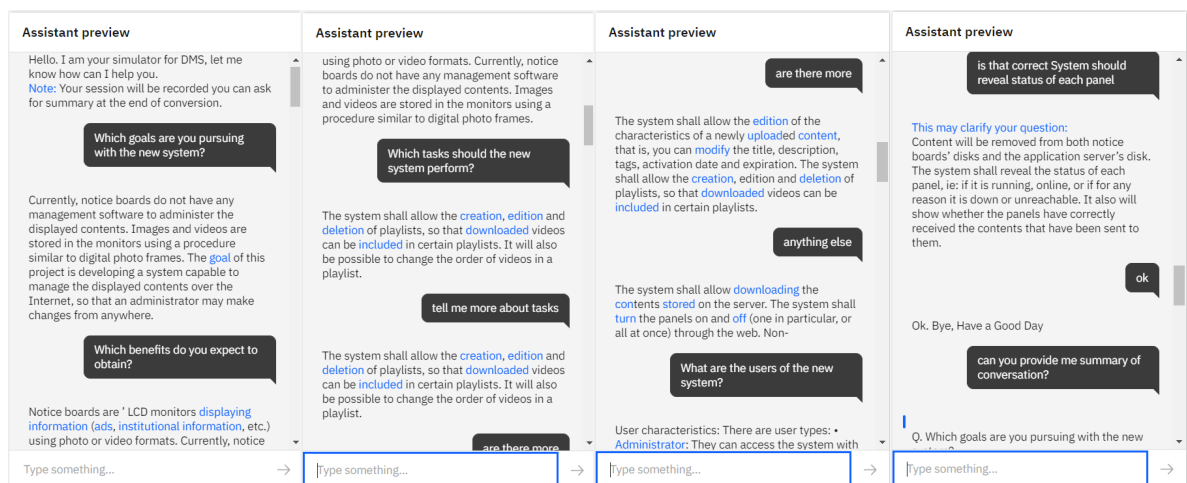 Assistant preview
Hello. I am your simulator for DMS, let me
know how can I help you.
Note: Your session will be recorded you can ask
for summary at the end of conversion.
Which goals are you pursuing
with the new system?
Currently, notice boards do not have any
management software to administer the
displayed contents. Images and videos are
stored in the monitors using a procedure
similar to digital photo frames. The goal of this
project is developing a system capable to
manage the displayed contents over the
Internet, so that an administrator may make
changes from anywhere.
Which benefits do you expect to
obtain?
Notice boards are ' LCD monitors displaying
information (ads, institutional information, etc.)
using photo or video formats. Currently, notice
Type something...
Assistant preview
using photo or video formats. Currently, notice
boards do not have any management software
to administer the displayed contents. Images
and videos are stored in the monitors using a
procedure similar to digital photo frames.
Which tasks should the new
system perform?
The system shall allow the creation, edition and
deletion of playlists, so that downloaded videos
can be included in certain playlists. It will also
be possible to change the order of videos in a
playlist.
tell me more about tasks
The system shall allow the creation, edition and
deletion of playlists, so that downloaded videos
can be included in certain playlists. It will also
be possible to change the order of videos in a
playlist.
are there more
Type something...
Assistant preview
are there more
The system shall allow the edition of the
characteristics of a newly uploaded content,
that is, you can modify the title, description,
tags, activation date and expiration. The system
shall allow the creation, edition and deletion of
playlists, so that downloaded videos can be
included in certain playlists.
anything else
The system shall allow downloading the
contents stored on the server. The system shall
turn the panels on and off (one in particular, or
all at once) through the web. Non-
What are the users of the new
system?
User characteristics: There are user types: •
Administrator: They can access the system with
Type something...
Assistant preview
is that correct System should
reveal status of each panel
This may clarify your question:
Content will be removed from both notice
boards' disks and the application server's disk.
The system shall reveal the status of each
panel, ie: if it is running, online, or if for any
reason it is down or unreachable. It also will
show whether the panels have correctly
received the contents that have been sent to
them.
ok
Ok. Bye, Have a Good Day
can you provide me summary of
conversation?
Q. Which goals are you pursuing with the new
Type something...